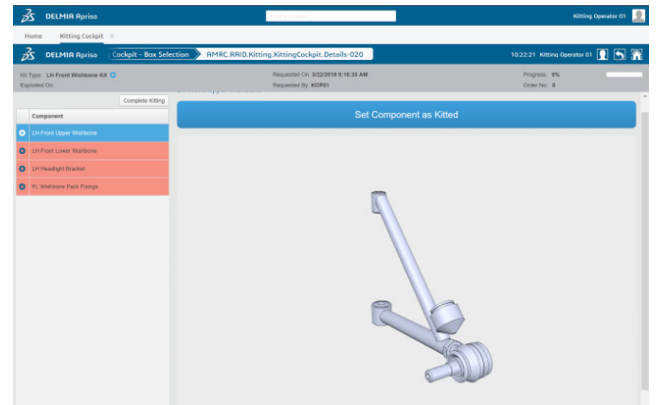 DELMIA Apriso
Kitting Operator 01
Home Kitting Cockpit
DELMIA Apriso Cockpit - Box Selection AMRC.RRID.Kitting.KittingCockpit.Details-020 10:22:21 Kitting Operator 01
Kit Type: LH Front Wishbone Kit Requested On: 3/22/2018 9:18:38 AM Progress: 0%
Exploded On: Requested By: KOP01 Order No: 0
Complete Kitting
Component
Set Component as Kitted
LH Front Upper Wishbone
LH Front Lower Wishbone
LH Headlight Bracket
FL Wishbone Pack Fixings